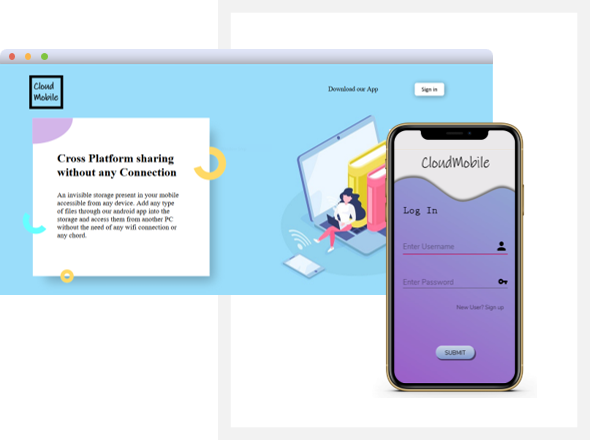 Cloud
Mobile
Download our App
Sign in
Cross Platform sharing
without any Connection
An invisible storage present in your mobile
accessible from any device. Add any type
of files through our android app into the
storage and access them from another PC
without the need of any wifi connection or
any chord.
CloudMobile
Log In
Enter Username
Enter Password
New User? Sign up
SUBMIT